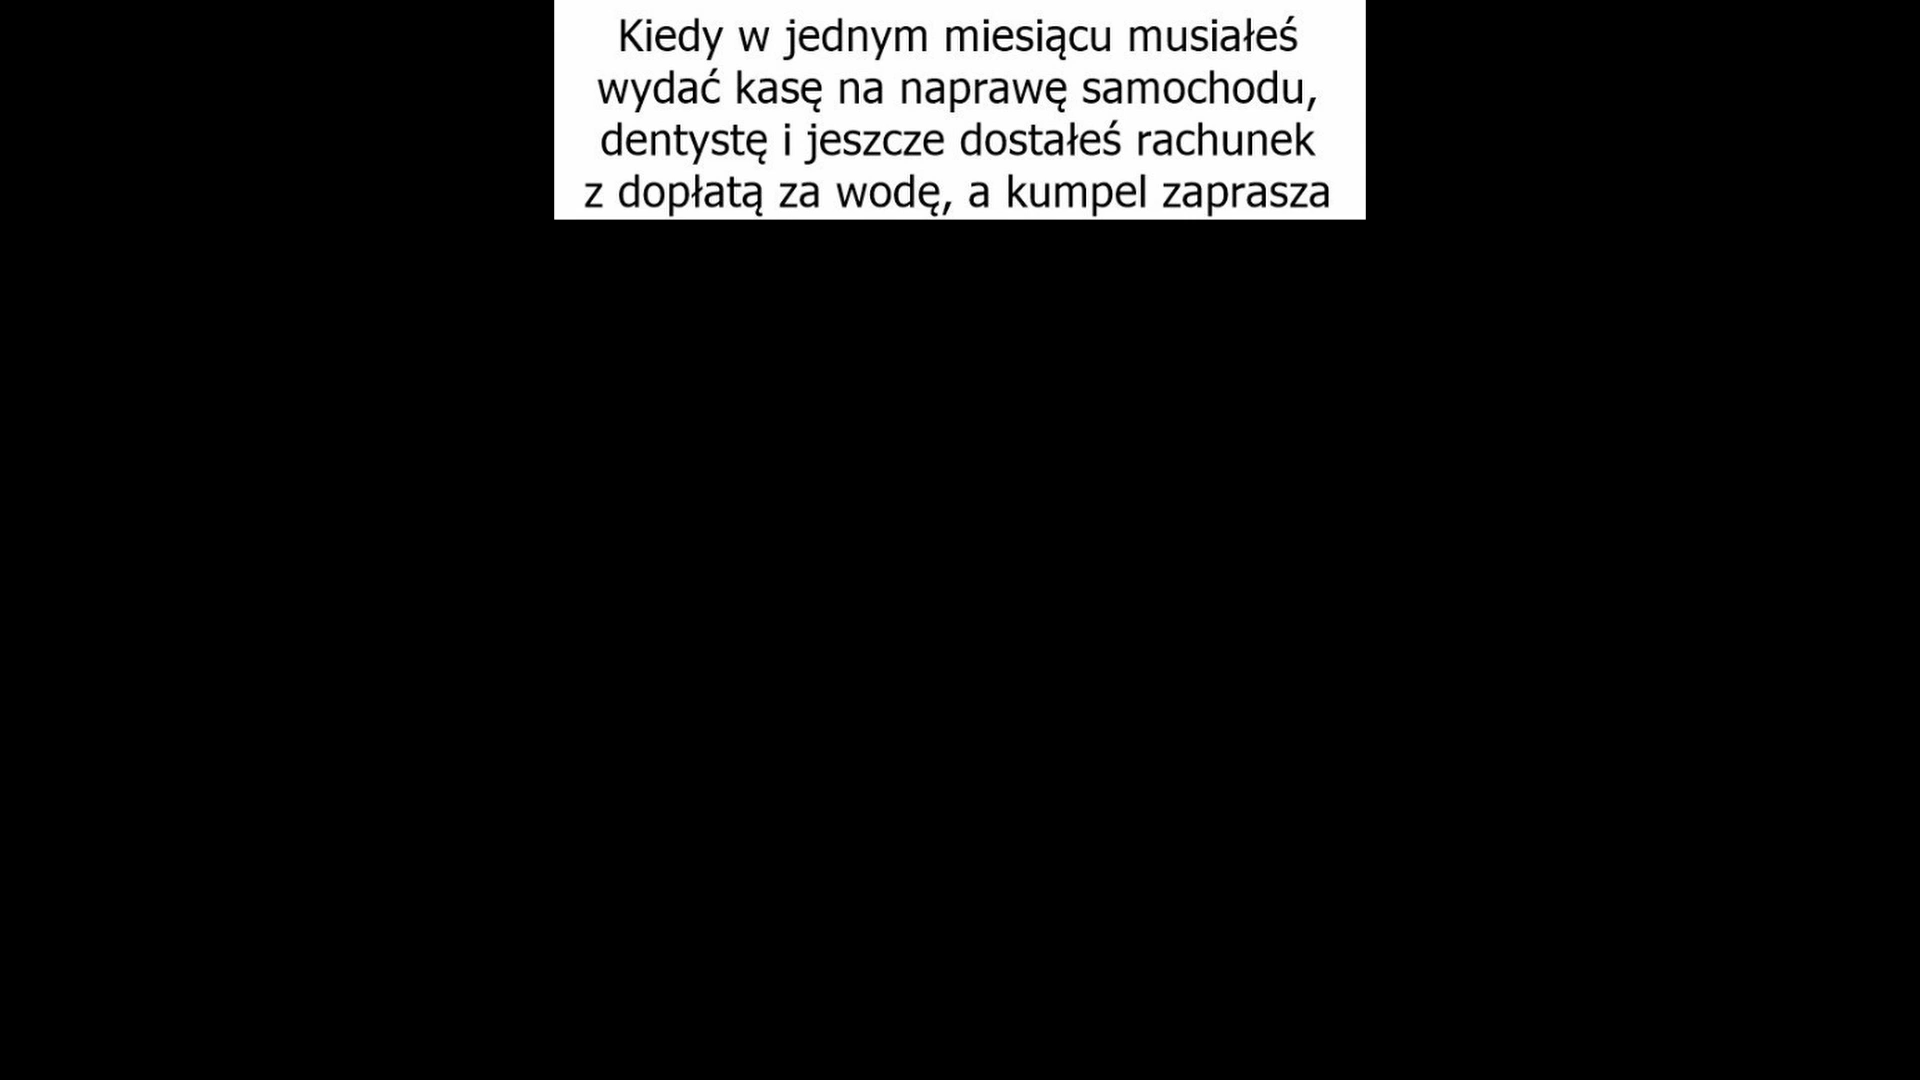 Kiedy w jednym miesiącu musiałeś
wydać kasę na naprawę samochodu,
dentystę i jeszcze dostałeś rachunek
z dopłatą za wodę, a kumpel zaprasza